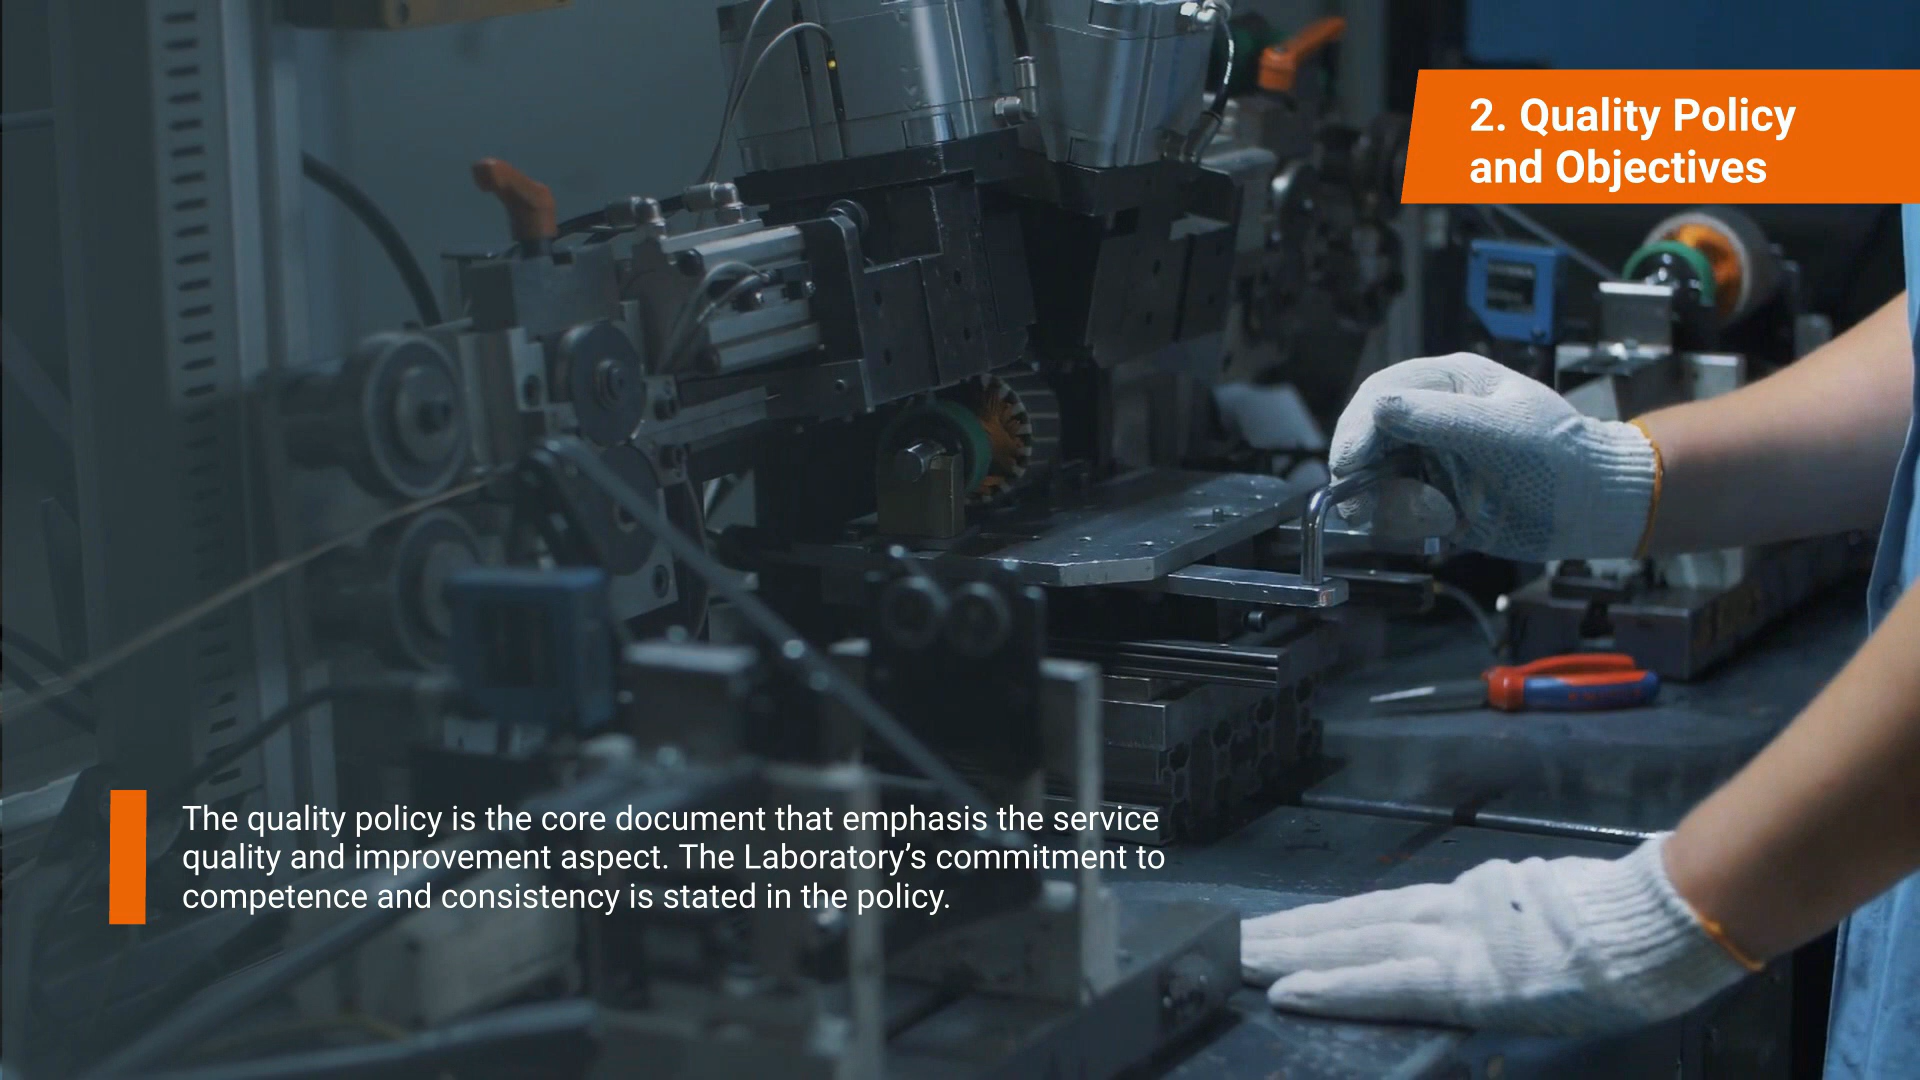 2. Quality Policy
and Objectives
The quality policy is the core document that emphasis the service
quality and improvement aspect. The Laboratory’s commitment to
competence and consistency is stated in the policy.